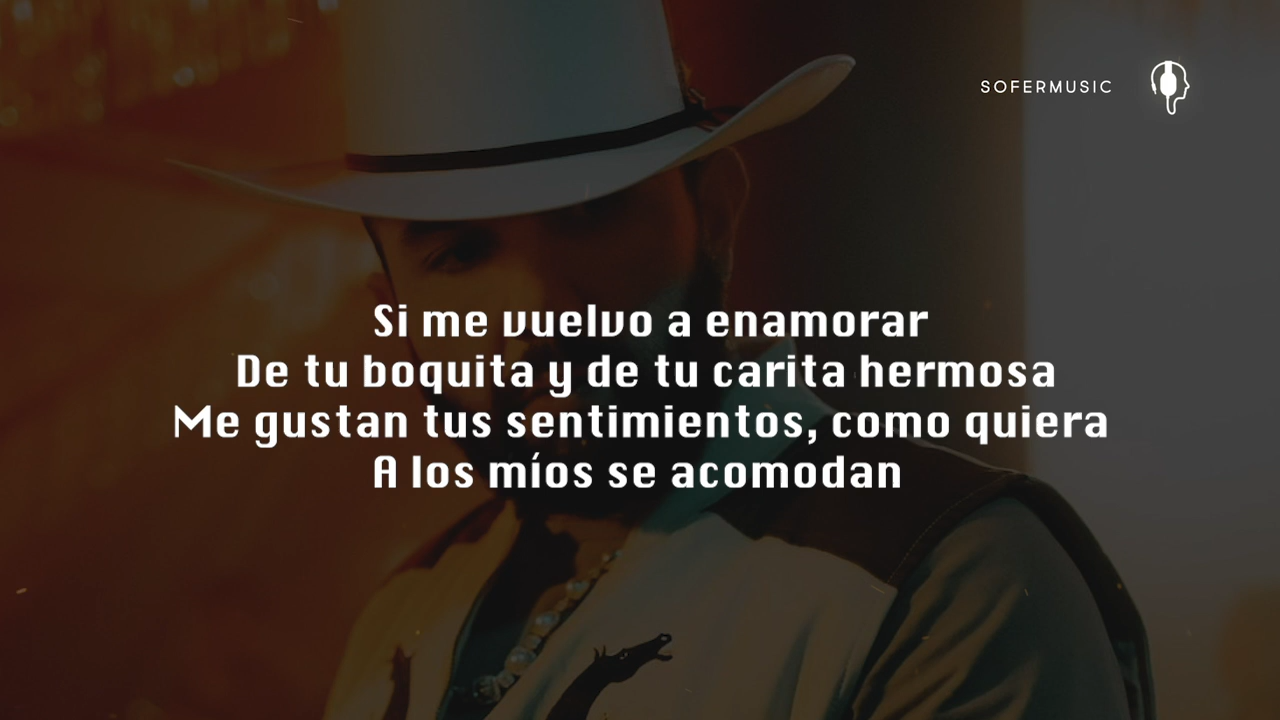 SOFERMUSIC
Si me vuelvo a enamorar
De tu boquita y de tu carita hermosa
Me gustan tus sentimientos, como quiera
A los míos se acomodan